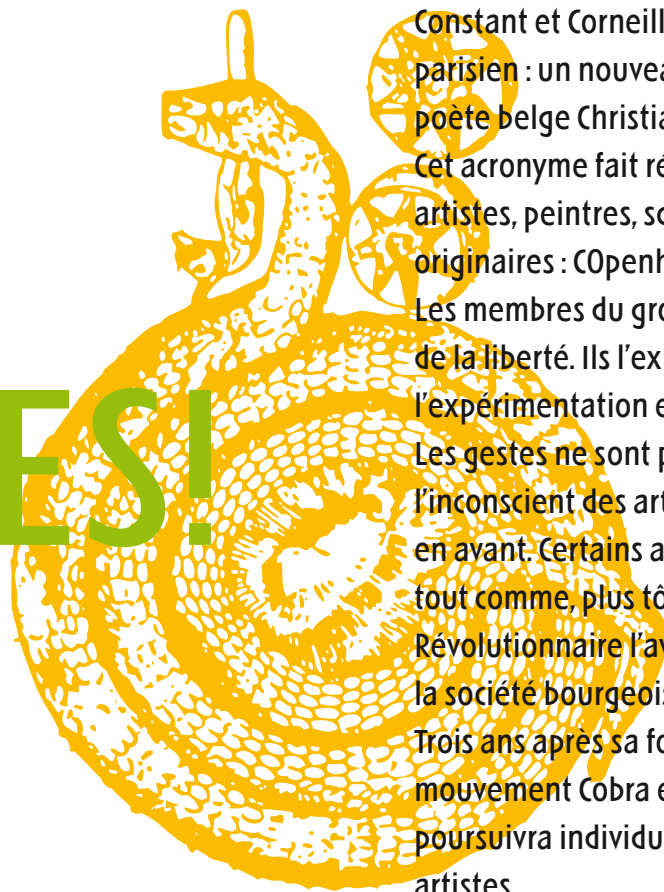 ES!
Constant et Corneill
parisien : un nouvea
poète belge Christia
Cet acronyme fait ré
artistes, peintres, sc
originaires : COpenh
Les membres du gro
de la liberté. Ils l'ex
l'expérimentation e
Les gestes ne sont p
l'inconscient des art
en avant. Certains a
tout comme, plus tô
Révolutionnaire l'av
la société bourgeois
Trois ans après sa fo
mouvement Cobra e
poursuivra individu
artistes